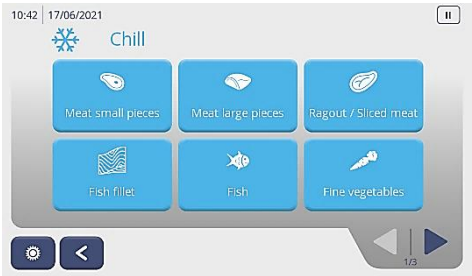 10:42 17/06/2021
Chill
Meat small pieces
Meat large pieces
Ragout / Sliced meat
Fish fillet
Fish
Fine vegetables
1/3